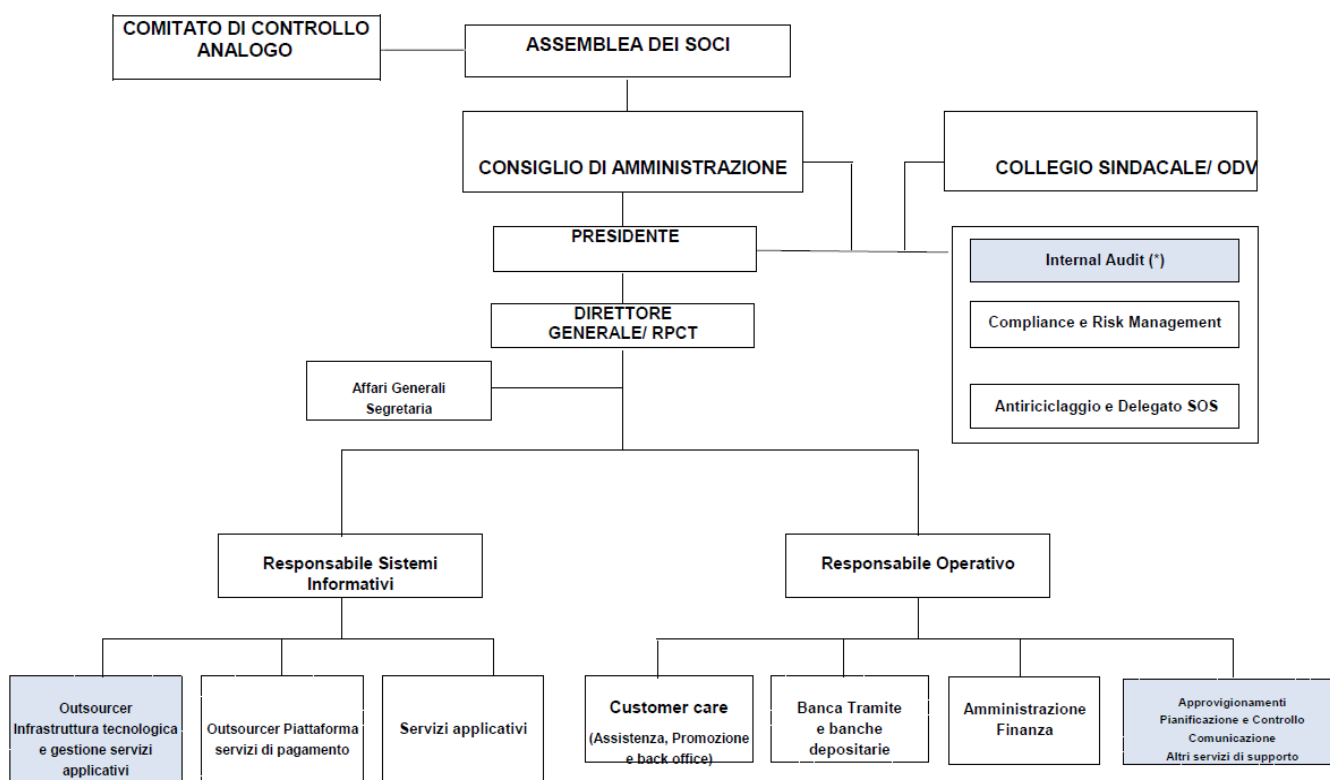 COMITATO DI CONTROLLO
ANALOGO
ASSEMBLEA DEI SOCI
CONSIGLIO DI AMMINISTRAZIONE
COLLEGIO SINDACALE/ ODV
PRESIDENTE
Internal Audit (*)
Compliance e Risk Management
Antiriciclaggio e Delegato SOS
DIRETTORE
GENERALE/ RPCT
Affari Generali
Segretaria
Responsabile Sistemi
Informativi
Responsabile Operativo
Outsourcer
Infrastruttura tecnologica
e gestione servizi
applicativi
Outsourcer Piattaforma
servizi di pagamento
Servizi applicativi
Customer care
(Assistenza, Promozione
e back office)
Banca Tramite
e banche
depositarie
Amministrazione
Finanza
Approvigionamenti
Pianificazione e Controllo
Comunicazione
Altri servizi di supporto